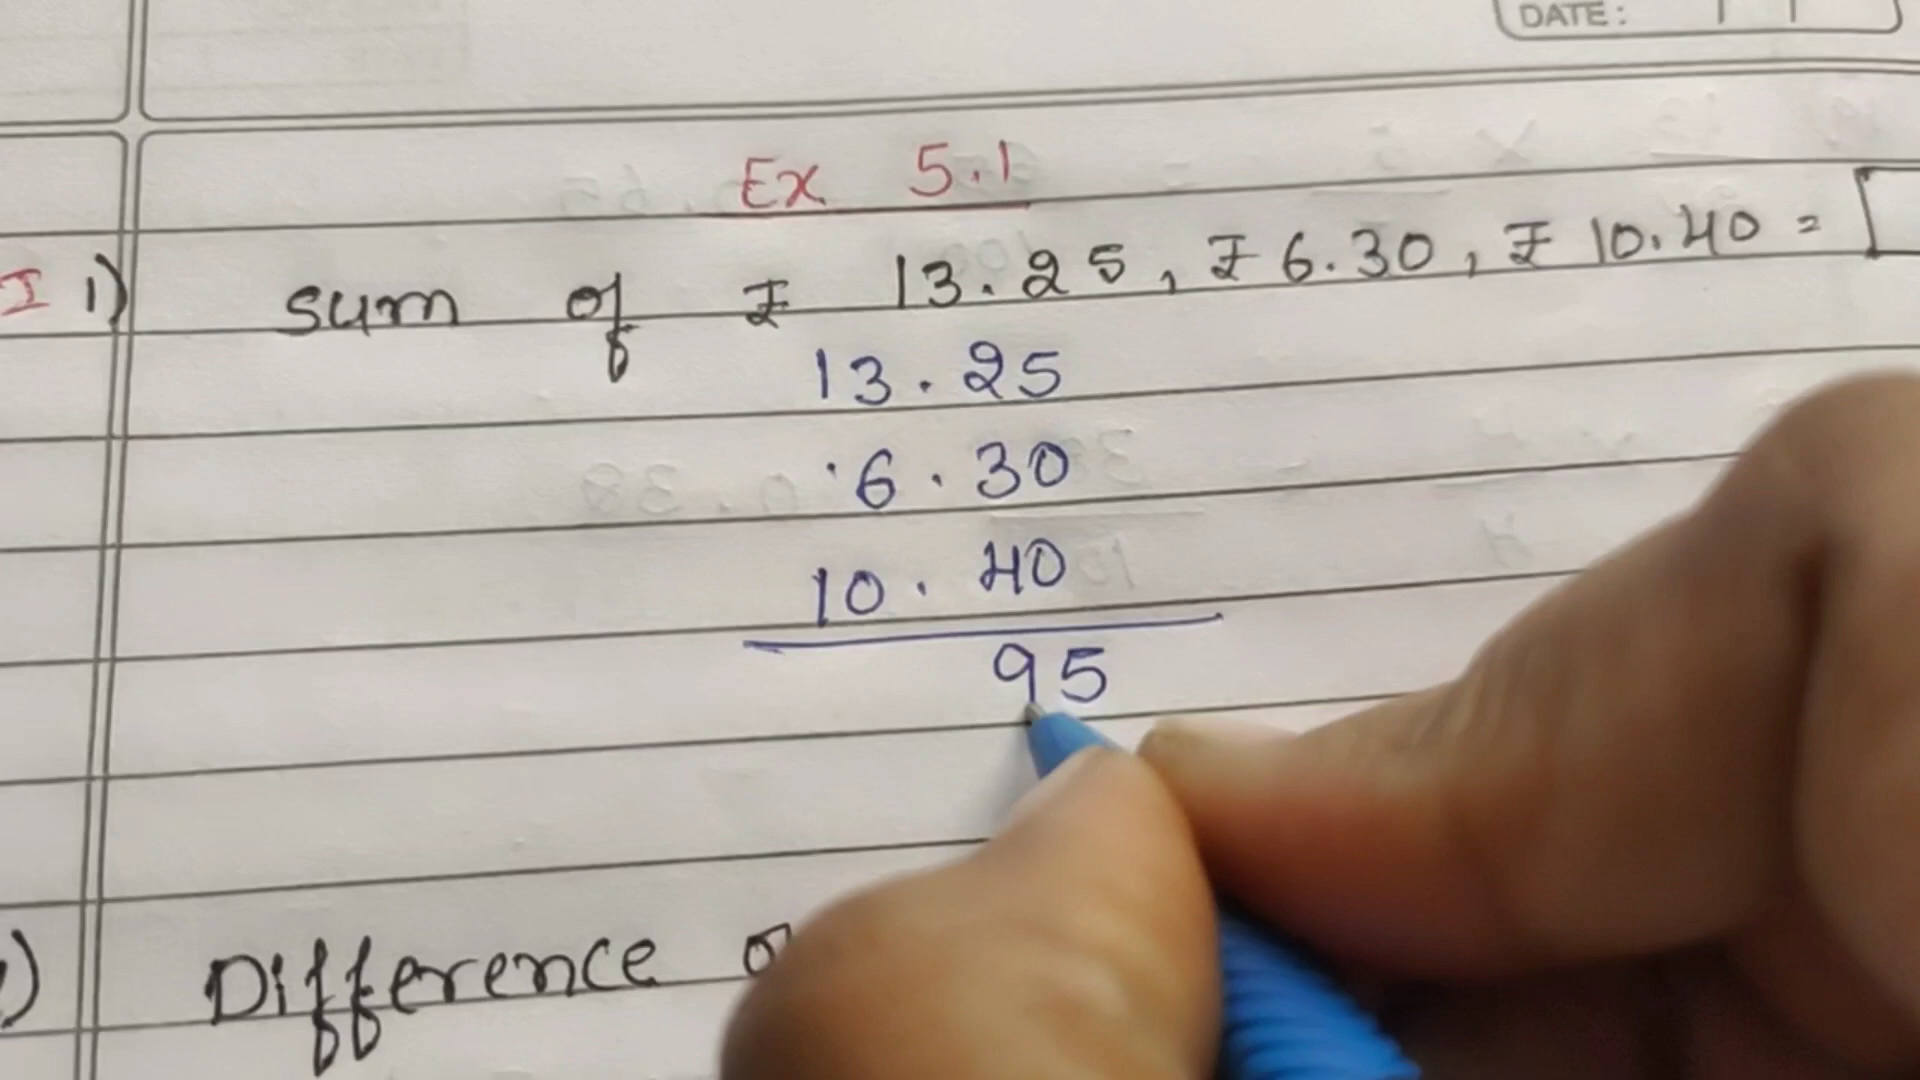 DATE:
Ex 5.1
I 1) Sum of ₹ 13.25, ₹ 6.30, ₹ 10.40 =
13.25
6.30
10.40
95
) Difference